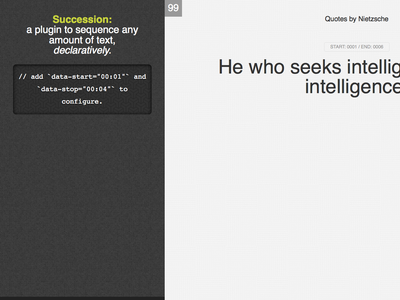 Succession:
a plugin to sequence any
amount of text,
declaratively.
// add `data-start="00:01"` and
`data-stop="00:04"` to
configure.
99
Quotes by Nietzsche
START: 0001 / END: 0009
He who seeks intellig
intelligence